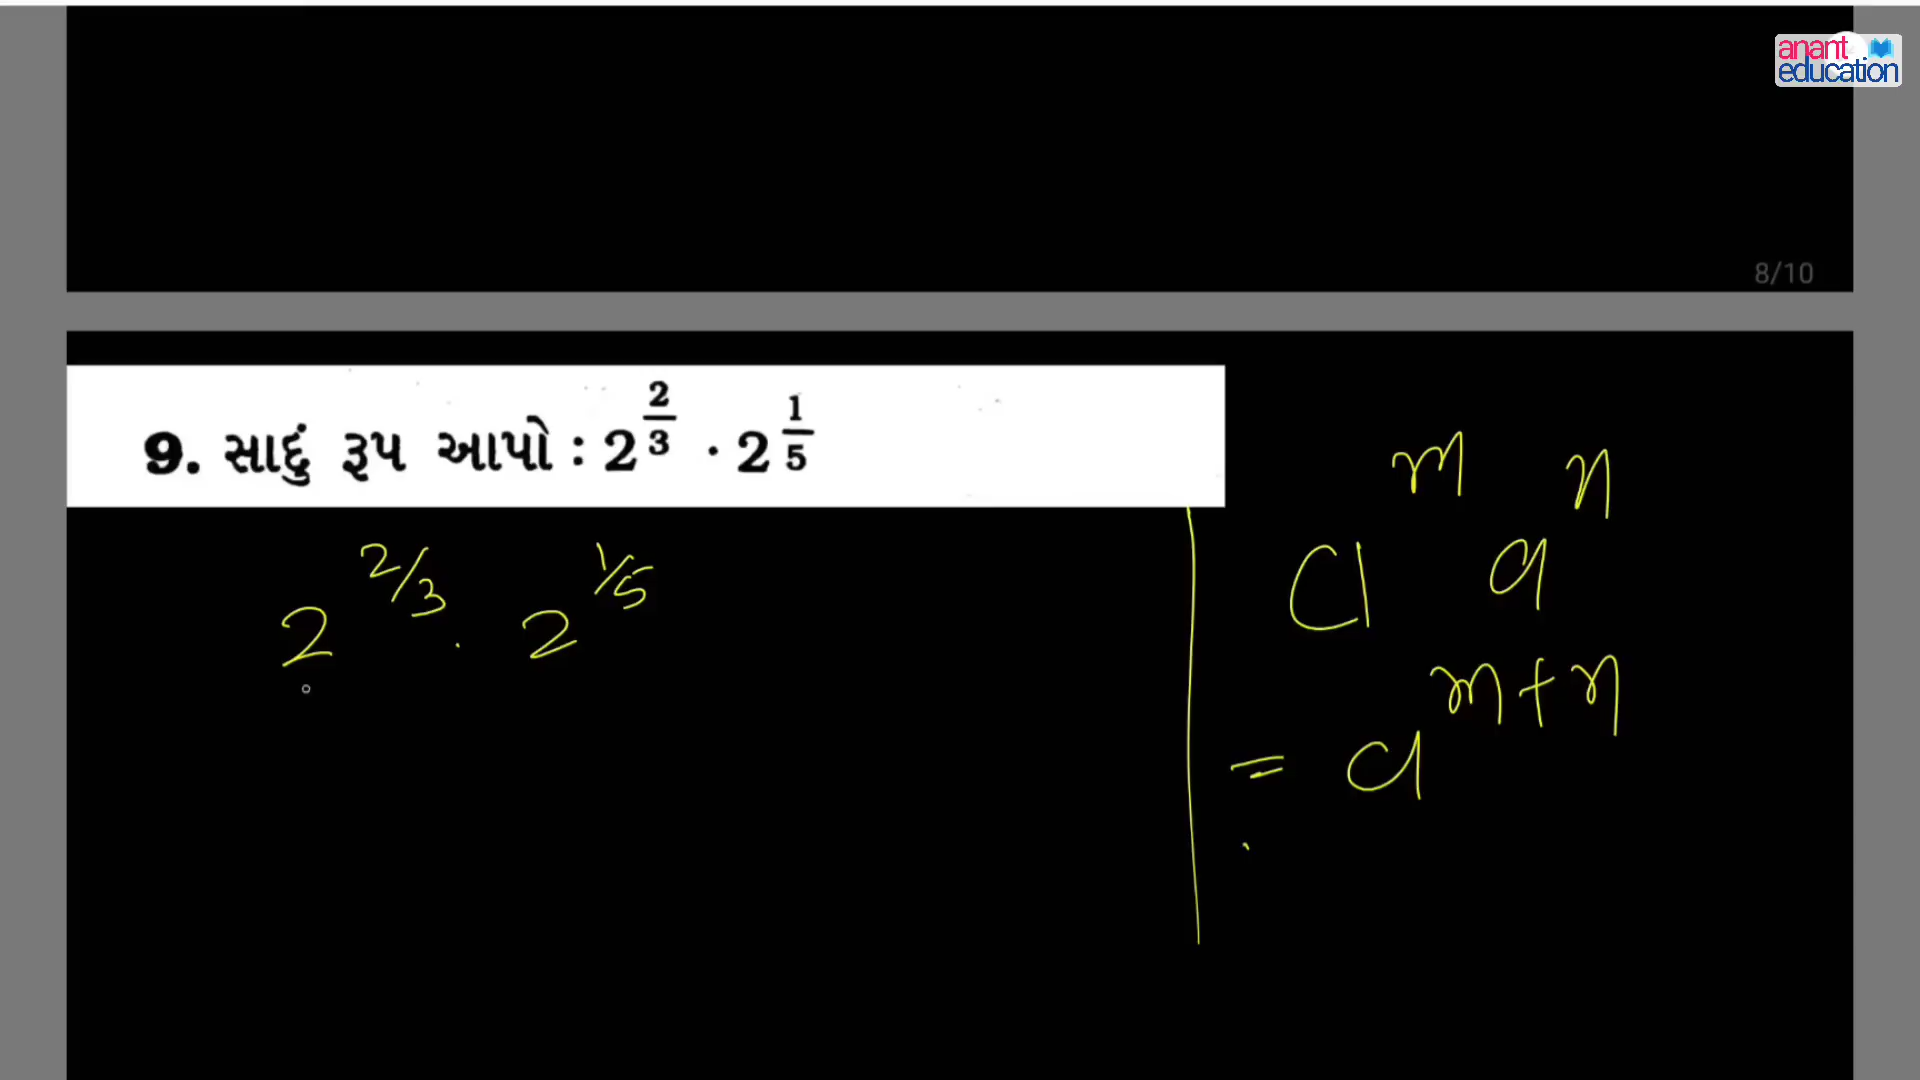 anant
education
8/10
9. સાદું રૂપ આપો : 2^{2/3} · 2^{1/5}
2^{2/3} . 2^{1/5}
a^m a^n
= a^{m+n}